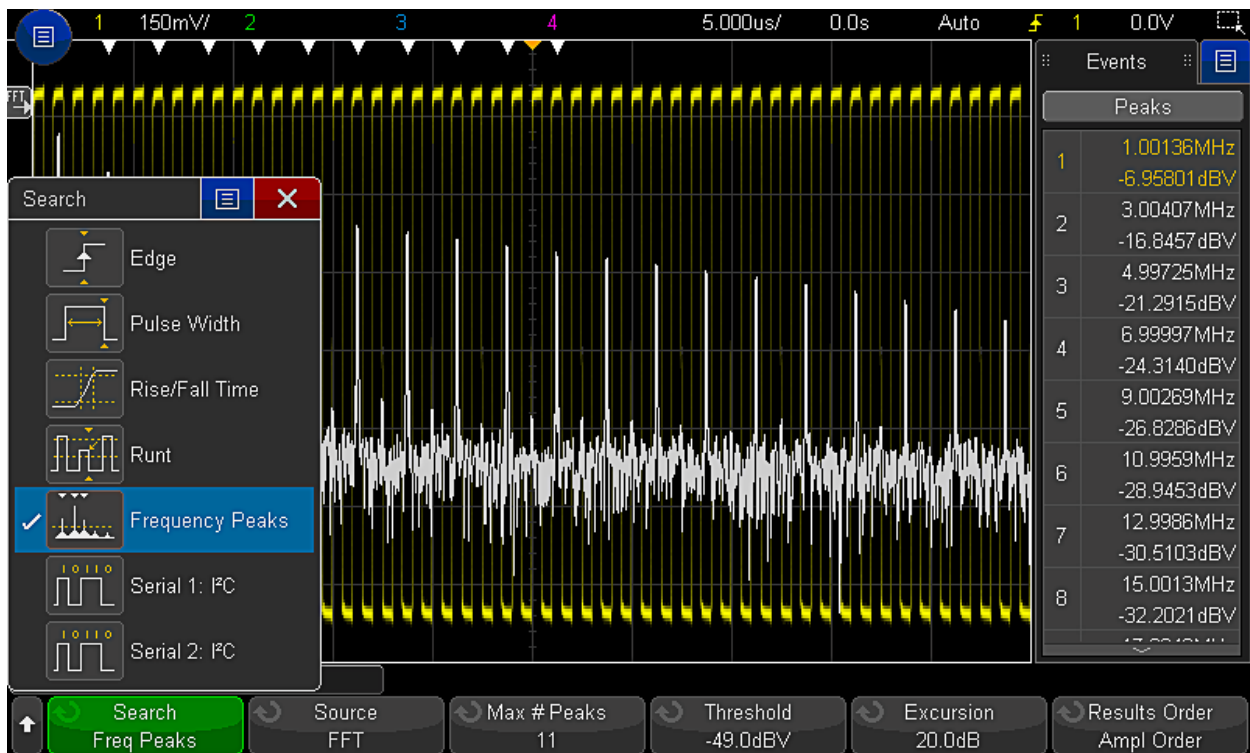 1 150mV/ 2 3 4 5.000us/ 0.0s Auto 1 0.0V
FFT
Events
Peaks
1 1.00136MHz
-6.95801dBV
2 3.00407MHz
-16.8457dBV
3 4.99725MHz
-21.2915dBV
4 6.99997MHz
-24.3140dBV
5 9.00269MHz
-26.8286dBV
6 10.9959MHz
-28.9453dBV
7 12.9986MHz
-30.5103dBV
8 15.0013MHz
-32.2021dBV
Search
Edge
Pulse Width
Rise/Fall Time
Runt
Frequency Peaks
10110
Serial 1: I²C
10110
Serial 2: I²C
Search
Freq Peaks
Source
FFT
Max # Peaks
11
Threshold
-49.0dBV
Excursion
20.0dB
Results Order
Ampl Order